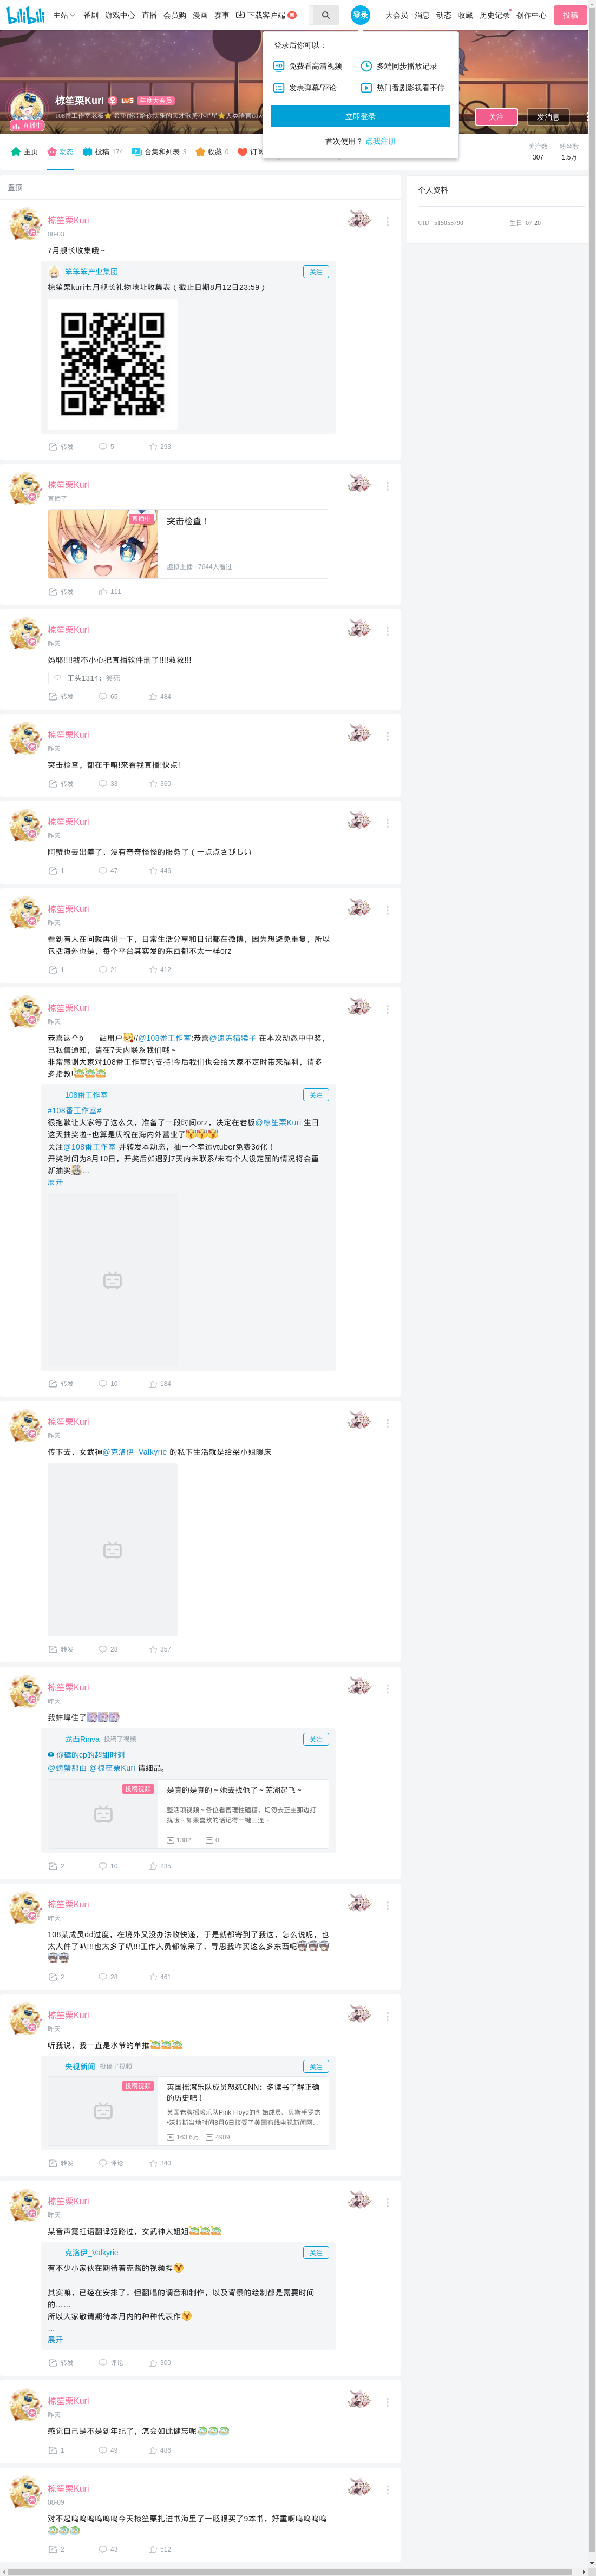 bilibili 主站 番剧 游戏中心 直播 会员购 漫画 赛事 下载客户端 登录 大会员 消息 动态 收藏 历史记录 创作中心 投稿
登录后你可以：
免费看高清视频 多端同步播放记录
发表弹幕/评论 热门番剧影视看不停
立即登录
首次使用？ 点我注册
椋笙栗Kuri LV5 年度大会员
直播中
关注 发消息
主页 动态 投稿 174 合集和列表 3 收藏 0 订阅
关注数 粉丝数
307 1.5万
置顶
个人资料
UID 515053790 生日 07-20
椋笙栗Kuri
08-03
7月舰长收集哦～
笨笨笨产业集团 关注
椋笙栗kuri七月舰长礼物地址收集表（截止日期8月12日23:59）
转发 5 293
椋笙栗Kuri
直播了
直播中 突击检查！
虚拟主播 · 7644人看过
转发 111
椋笙栗Kuri
昨天
妈耶!!!!我不小心把直播软件删了!!!!救救!!!
工头1314：笑死
转发 65 484
椋笙栗Kuri
昨天
突击检查，都在干嘛!来看我直播!快点!
转发 33 360
椋笙栗Kuri
昨天
阿蟹也去出差了，没有奇奇怪怪的服务了（一点点さびしい
1 47 446
椋笙栗Kuri
昨天
看到有人在问就再讲一下，日常生活分享和日记都在微博，因为想避免重复，所以
包括海外也是，每个平台其实发的东西都不太一样orz
1 21 412
椋笙栗Kuri
昨天
恭喜这个b——站用户//@108番工作室:恭喜@速冻猫犊子 在本次动态中中奖，
已私信通知，请在7天内联系我们哦～
非常感谢大家对108番工作室的支持!今后我们也会给大家不定时带来福利，请多
多指教!
108番工作室 关注
#108番工作室#
很抱歉让大家等了这么久，准备了一段时间orz，决定在老板@椋笙栗Kuri 生日
这天抽奖啦~也算是庆祝在海内外营业了
关注@108番工作室 并转发本动态，抽一个幸运vtuber免费3d化！
开奖时间为8月10日，开奖后如遇到7天内未联系/未有个人设定图的情况将会重
新抽奖...
展开
转发 10 184
椋笙栗Kuri
昨天
传下去，女武神@克洛伊_Valkyrie 的私下生活就是给梁小姐暖床
转发 28 357
椋笙栗Kuri
昨天
我蚌埠住了
龙西Rinva 投稿了视频 关注
你磕的cp的超甜时刻
@螃蟹那由 @椋笙栗Kuri 请细品。
投稿视频 是真的是真的～她去找他了～芜湖起飞～
整活项视频～各位看官理性磕糖，切勿去正主那边打
扰哦～如果喜欢的话记得一键三连～
1382 0
2 10 235
椋笙栗Kuri
昨天
108某成员dd过度，在境外又没办法收快递，于是就都寄到了我这，怎么说呢，也
太大件了叭!!!也太多了叭!!!工作人员都惊呆了，寻思我咋买这么多东西呢
2 28 461
椋笙栗Kuri
昨天
听我说，我一直是水爷的单推
央视新闻 投稿了视频 关注
投稿视频 英国摇滚乐队成员怒怼CNN：多读书了解正确
的历史吧！
英国老牌摇滚乐队Pink Floyd的创始成员、贝斯手罗杰
•沃特斯当地时间8月6日接受了美国有线电视新闻网...
163.6万 4989
转发 评论 340
椋笙栗Kuri
昨天
某音声霓虹语翻译姬路过，女武神大姐姐
克洛伊_Valkyrie 关注
有不少小家伙在期待着克酱的视频捏
其实嘛，已经在安排了，但翻唱的调音和制作，以及背景的绘制都是需要时间
的……
所以大家敬请期待本月内的种种代表作
...
展开
转发 评论 300
椋笙栗Kuri
昨天
感觉自己是不是到年纪了，怎会如此健忘呢
1 49 486
椋笙栗Kuri
08-09
对不起呜呜呜呜呜呜今天椋笙栗扎进书海里了一眨眼买了9本书，好重啊呜呜呜呜
2 43 512